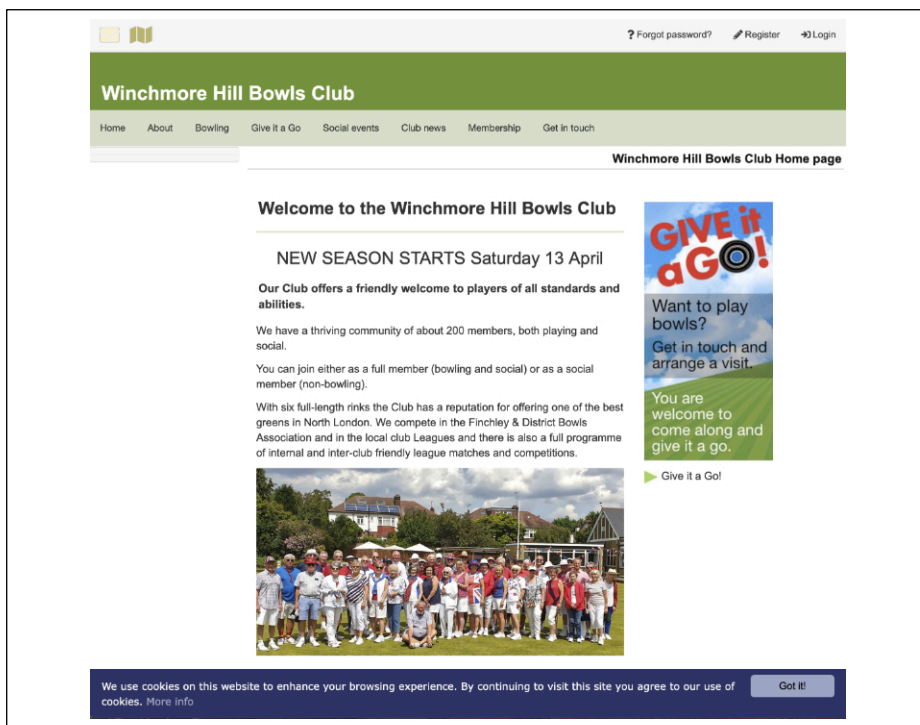 ? Forgot password? Register Login
Winchmore Hill Bowls Club
Home About Bowling Give it a Go Social events Club news Membership Get in touch
Winchmore Hill Bowls Club Home page
Welcome to the Winchmore Hill Bowls Club
NEW SEASON STARTS Saturday 13 April
Our Club offers a friendly welcome to players of all standards and
abilities.
We have a thriving community of about 200 members, both playing and
social.
You can join either as a full member (bowling and social) or as a social
member (non-bowling).
With six full-length rinks the Club has a reputation for offering one of the best
greens in North London. We compete in the Finchley & District Bowls
Association and in the local club Leagues and there is also a full programme
of internal and inter-club friendly league matches and competitions.
GIVE it
a GO!
Want to play
bowls?
Get in touch and
arrange a visit.
You are
welcome to
come along and
give it a go.
Give it a Go!
We use cookies on this website to enhance your browsing experience. By continuing to visit this site you agree to our use of
cookies. More info
Got it!